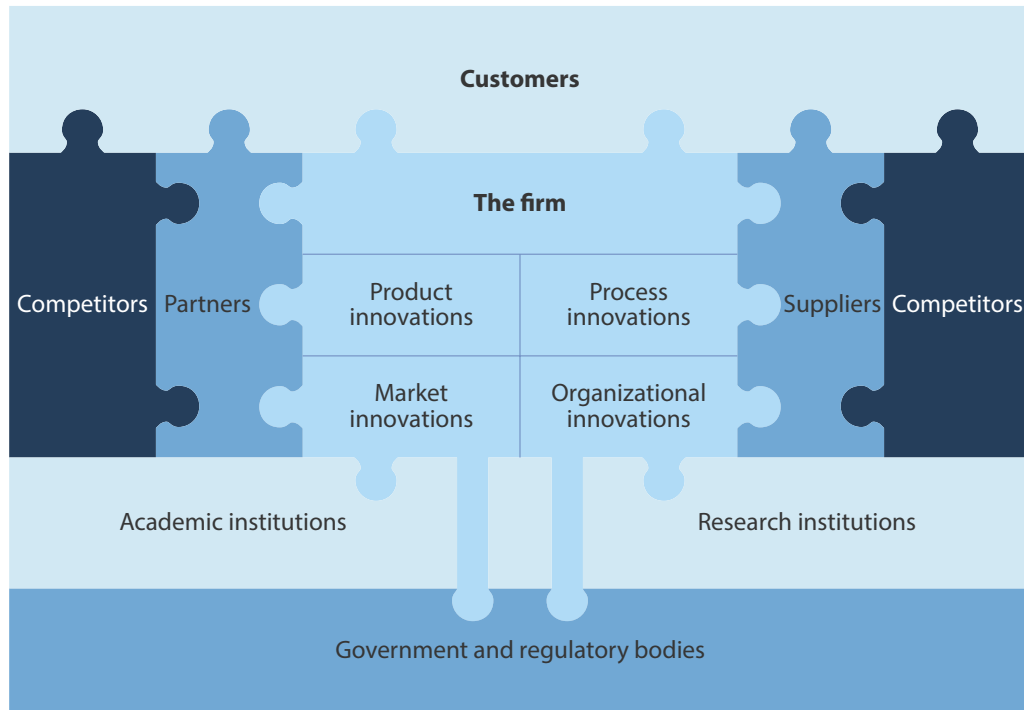 Customers
The firm
Competitors
Partners
Product
innovations
Process
innovations
Suppliers
Competitors
Market
innovations
Organizational
innovations
Academic institutions
Research institutions
Government and regulatory bodies